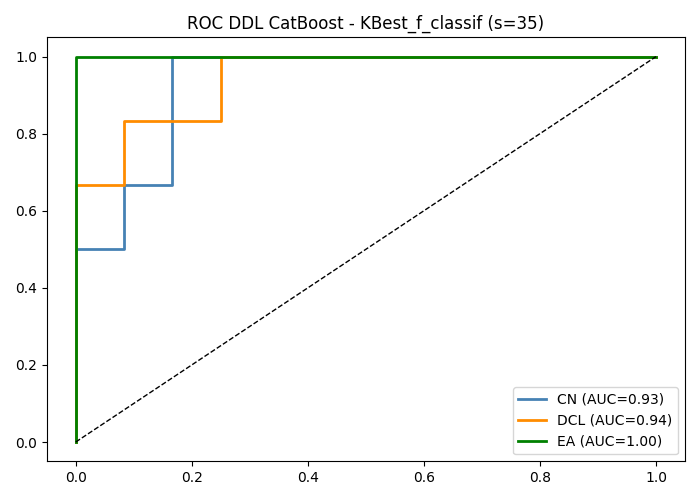 ROC DDL CatBoost - KBest_f_classif (s=35)
1.0
0.8
0.6
0.4
0.2
0.0
0.0 0.2 0.4 0.6 0.8 1.0
CN (AUC=0.93)
DCL (AUC=0.94)
EA (AUC=1.00)